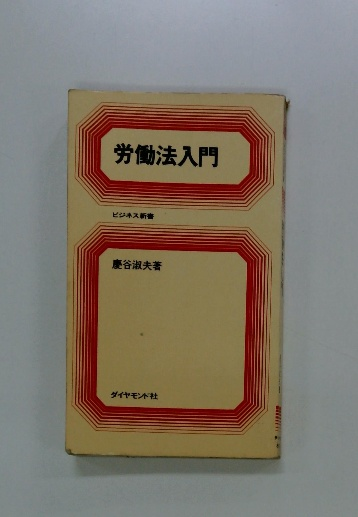 労働法入門
ビジネス新書
慶谷淑夫著
ダイヤモンド社